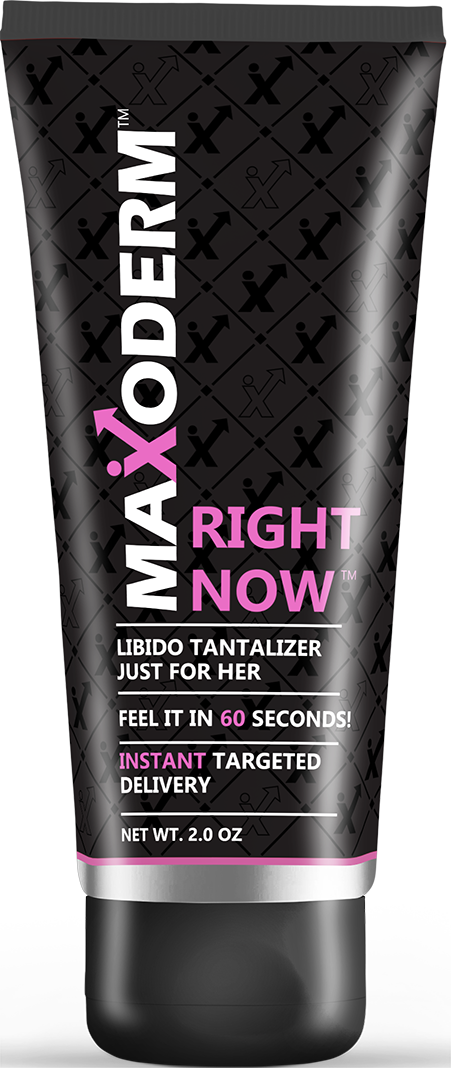 MAXODERM™
RIGHT
NOW™
LIBIDO TANTALIZER
JUST FOR HER
FEEL IT IN 60 SECONDS!
INSTANT TARGETED
DELIVERY
NET WT. 2.0 OZ